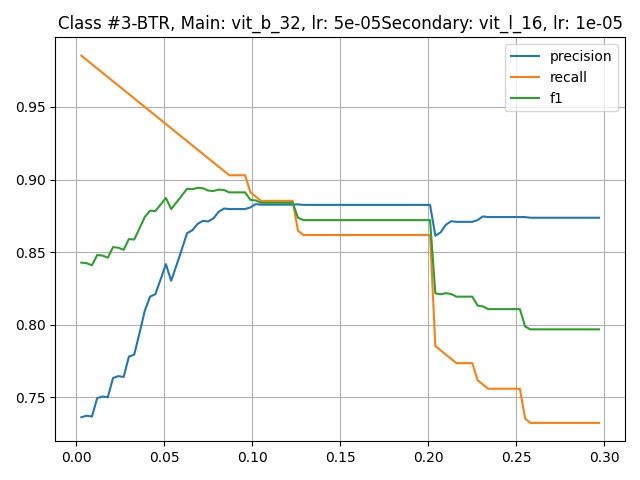 Class #3-BTR, Main: vit_b_32, lr: 5e-05Secondary: vit_l_16, lr: 1e-05
precision
recall
f1
0.95
0.90
0.85
0.80
0.75
0.00 0.05 0.10 0.15 0.20 0.25 0.30